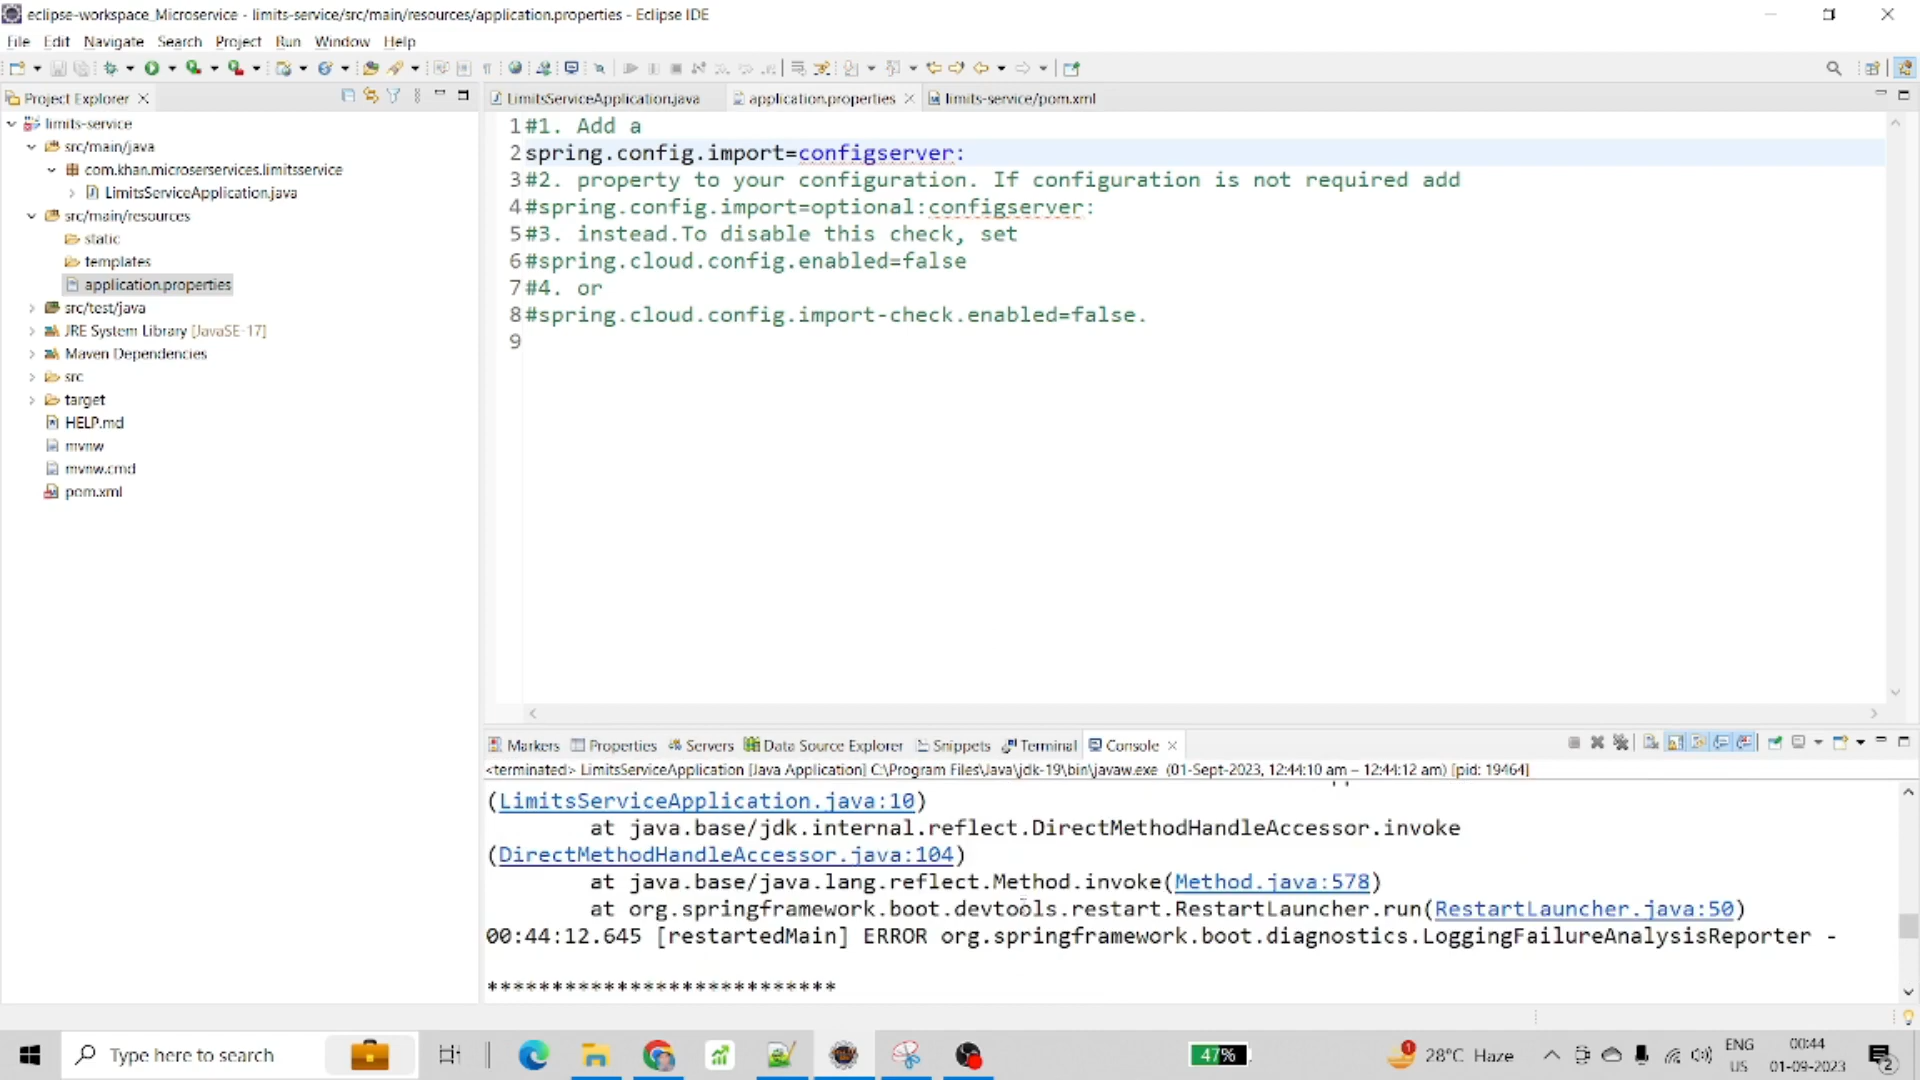 eclipse-workspace_Microservice - limits-service/src/main/resources/application.properties - Eclipse IDE
File Edit Navigate Search Project Run Window Help
Project Explorer
LimitsServiceApplication.java application.properties limits-service/pom.xml
limits-service
src/main/java
com.khan.microserservices.limitsservice
LimitsServiceApplication.java
src/main/resources
static
templates
application.properties
src/test/java
JRE System Library [JavaSE-17]
Maven Dependencies
src
target
HELP.md
mvnw
mvnw.cmd
pom.xml
1 #1. Add a
2 spring.config.import=configserver:
3 #2. property to your configuration. If configuration is not required add
4 #spring.config.import=optional:configserver:
5 #3. instead.To disable this check, set
6 #spring.cloud.config.enabled=false
7 #4. or
8 #spring.cloud.config.import-check.enabled=false.
9
Markers Properties Servers Data Source Explorer Snippets Terminal Console
<terminated> LimitsServiceApplication [Java Application] C:\Program Files\Java\jdk-19\bin\javaw.exe (01-Sept-2023, 12:44:10 am – 12:44:12 am) [pid: 19464]
(LimitsServiceApplication.java:10)
at java.base/jdk.internal.reflect.DirectMethodHandleAccessor.invoke
(DirectMethodHandleAccessor.java:104)
at java.base/java.lang.reflect.Method.invoke(Method.java:578)
at org.springframework.boot.devtools.restart.RestartLauncher.run(RestartLauncher.java:50)
00:44:12.645 [restartedMain] ERROR org.springframework.boot.diagnostics.LoggingFailureAnalysisReporter -
***************************
Type here to search
47%
28°C Haze
ENG
US
00:44
01-09-2023
2